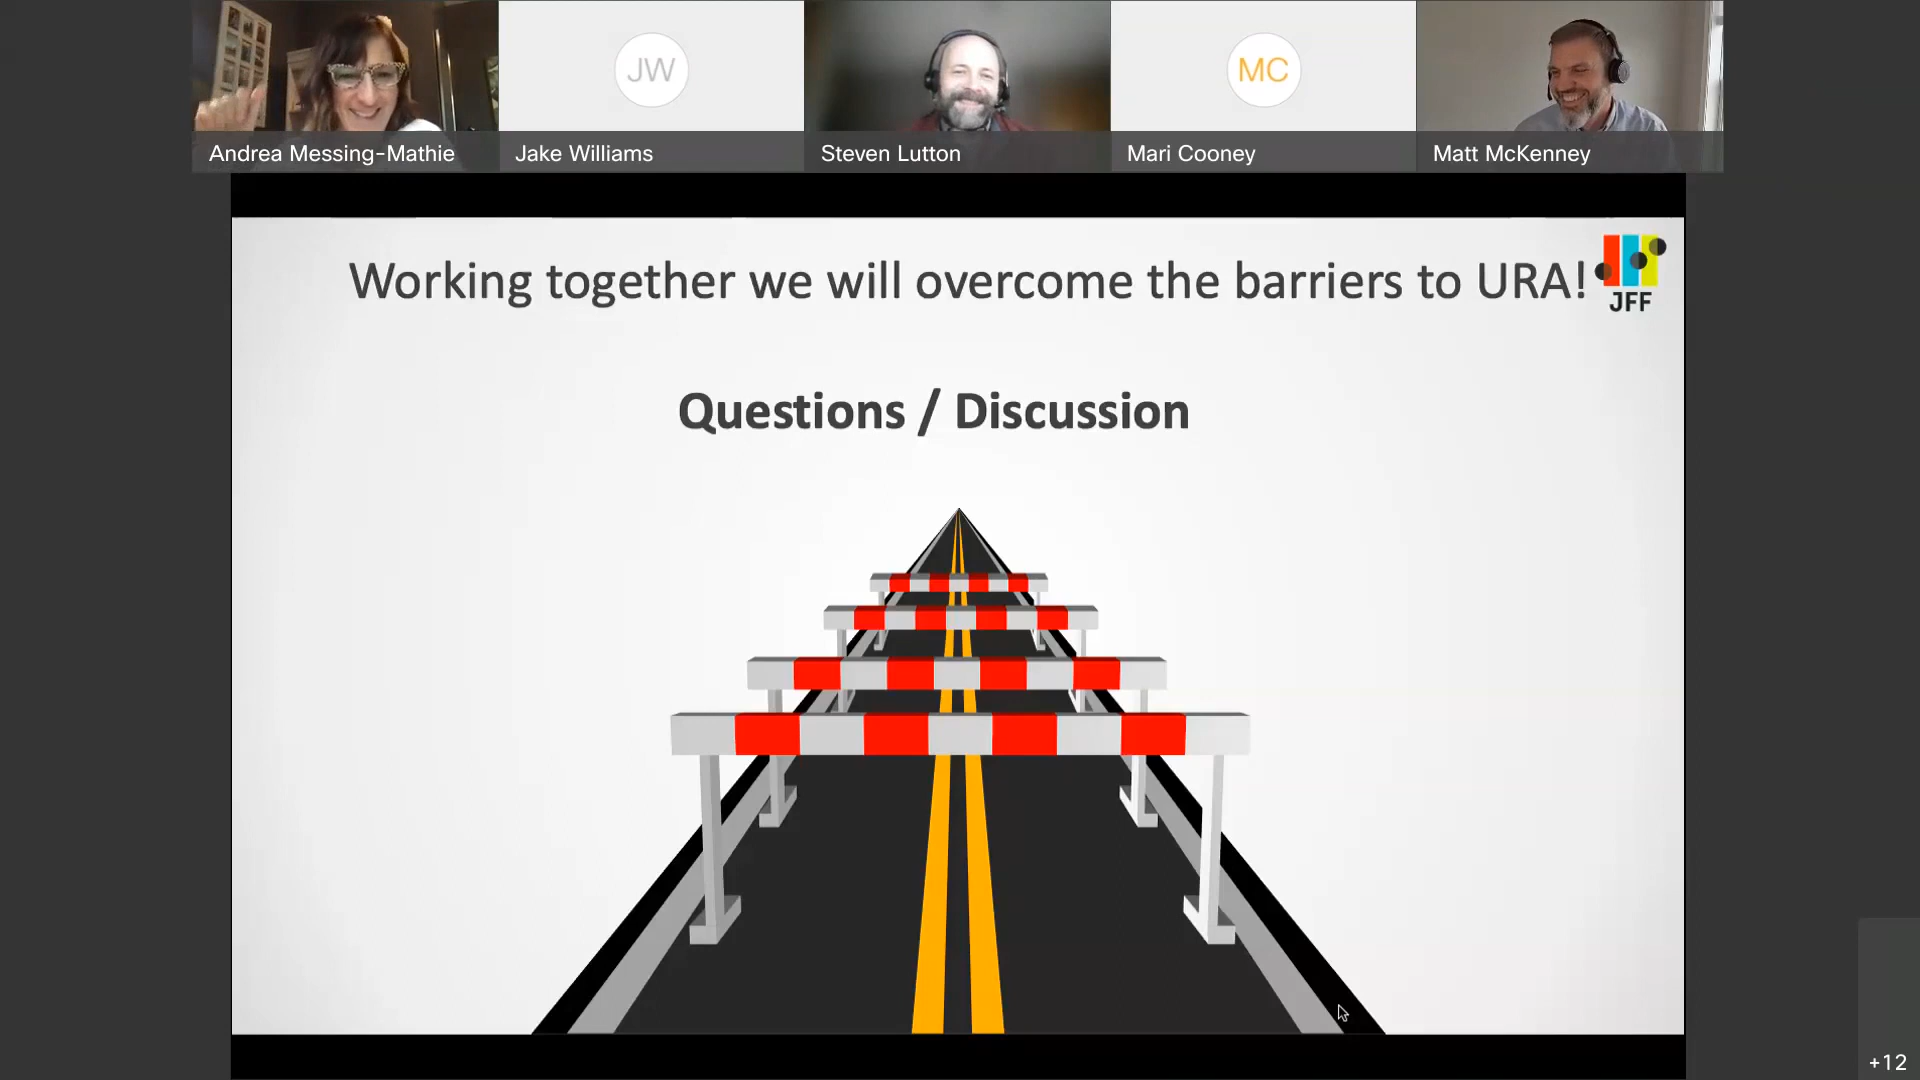 JW
MC
Andrea Messing-Mathie
Jake Williams
Steven Lutton
Mari Cooney
Matt McKenney
Working together we will overcome the barriers to URA!
JFF
Questions / Discussion
+12